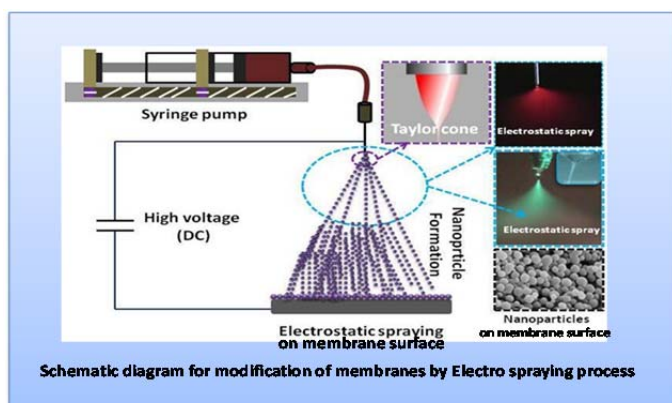 Syringe pump
Taylor cone
Electrostatic spray
High voltage
(DC)
Nanoprticle
Formation
Electrostatic spray
Electrostatic spraying
on membrane surface
Nanoparticles
on membrane surface
Schematic diagram for modification of membranes by Electro spraying process